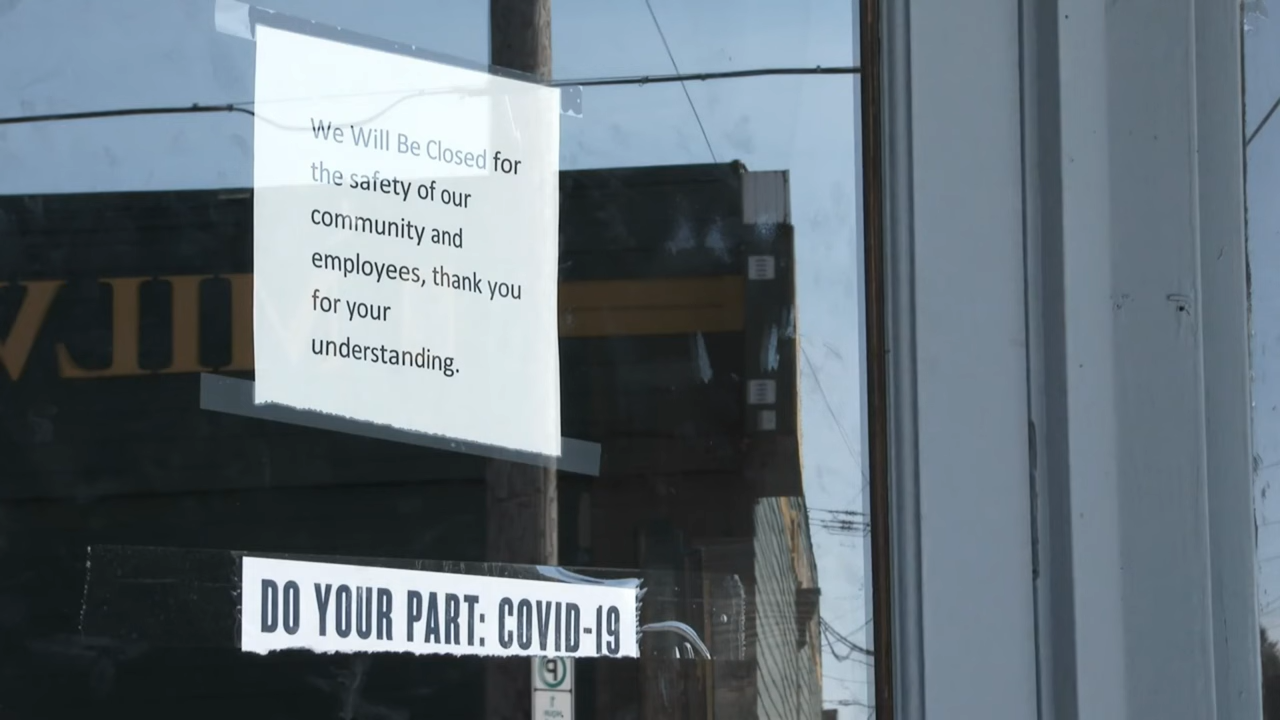 We Will Be Closed for
the safety of our
community and
employees, thank you
for your
understanding.
DO YOUR PART: COVID-19